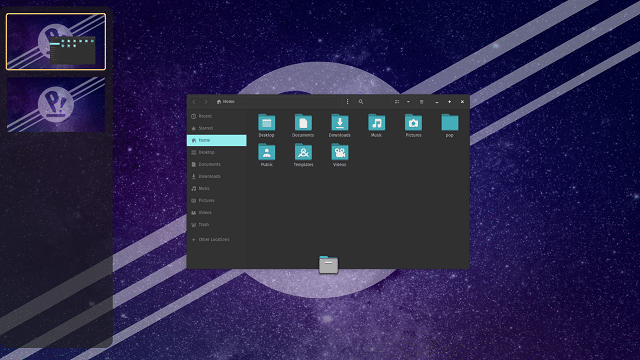 Home
Recent
Starred
Home
Desktop
Documents
Downloads
Music
Pictures
Videos
Trash
+ Other Locations
Desktop
Documents
Downloads
Music
Pictures
pop
Public
Templates
Videos
P!